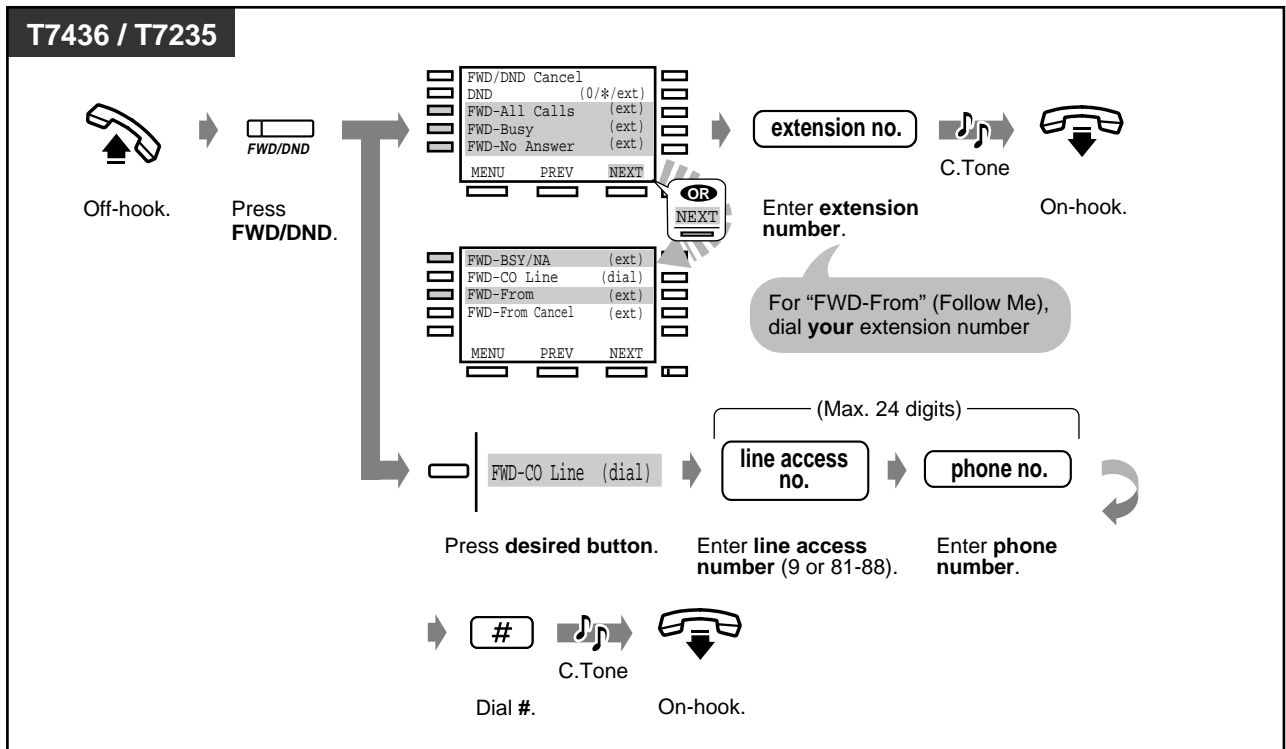 T7436 / T7235
FWD/DND Cancel
DND (0/*/ext)
FWD-All Calls (ext)
FWD-Busy (ext)
FWD-No Answer (ext)
MENU PREV NEXT
OR
NEXT
FWD/DND
extension no.
C.Tone
Off-hook.
Press
FWD/DND.
Enter extension
number.
On-hook.
FWD-BSY/NA (ext)
FWD-CO Line (dial)
FWD-From (ext)
FWD-From Cancel (ext)
MENU PREV NEXT
For “FWD-From” (Follow Me),
dial your extension number
(Max. 24 digits)
FWD-CO Line (dial)
line access
no.
phone no.
Press desired button.
Enter line access
number (9 or 81-88).
Enter phone
number.
#
C.Tone
Dial #.
On-hook.